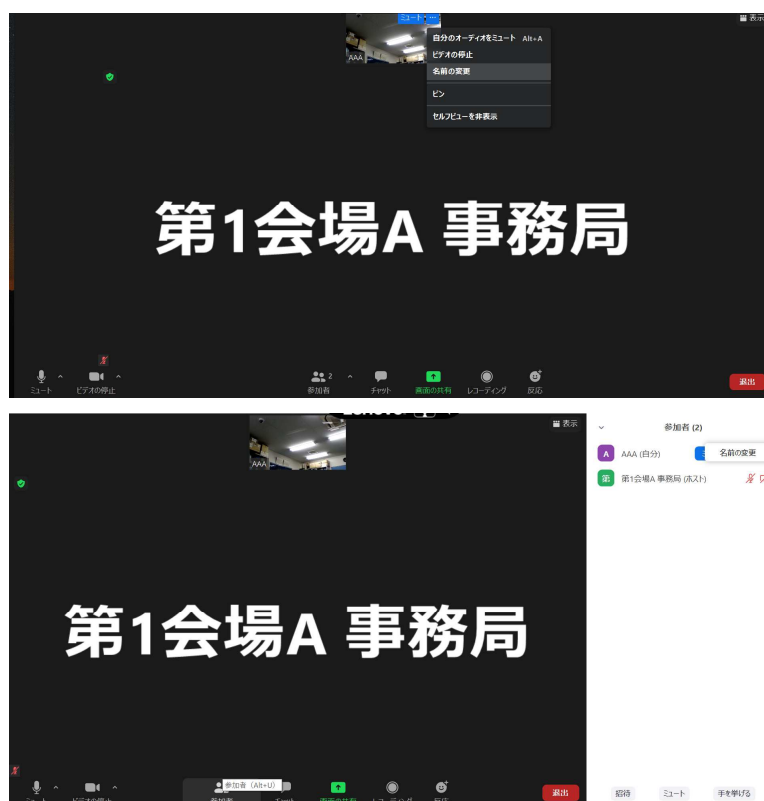 ミュート ...
表示
自分のオーディオをミュート Alt+A
ビデオの停止
AAA
名前の変更
ピン
セルフビューを非表示
第1会場A 事務局
2
ミュート ビデオの停止 参加者 チャット 画面の共有 レコーディング 反応 退出
表示
参加者 (2)
A AAA (自分) 名前の変更
AAA
第 第1会場A 事務局 (ホスト)
第1会場A 事務局
参加者 (Alt+U)
退出
招待 ミュート 手を挙げる